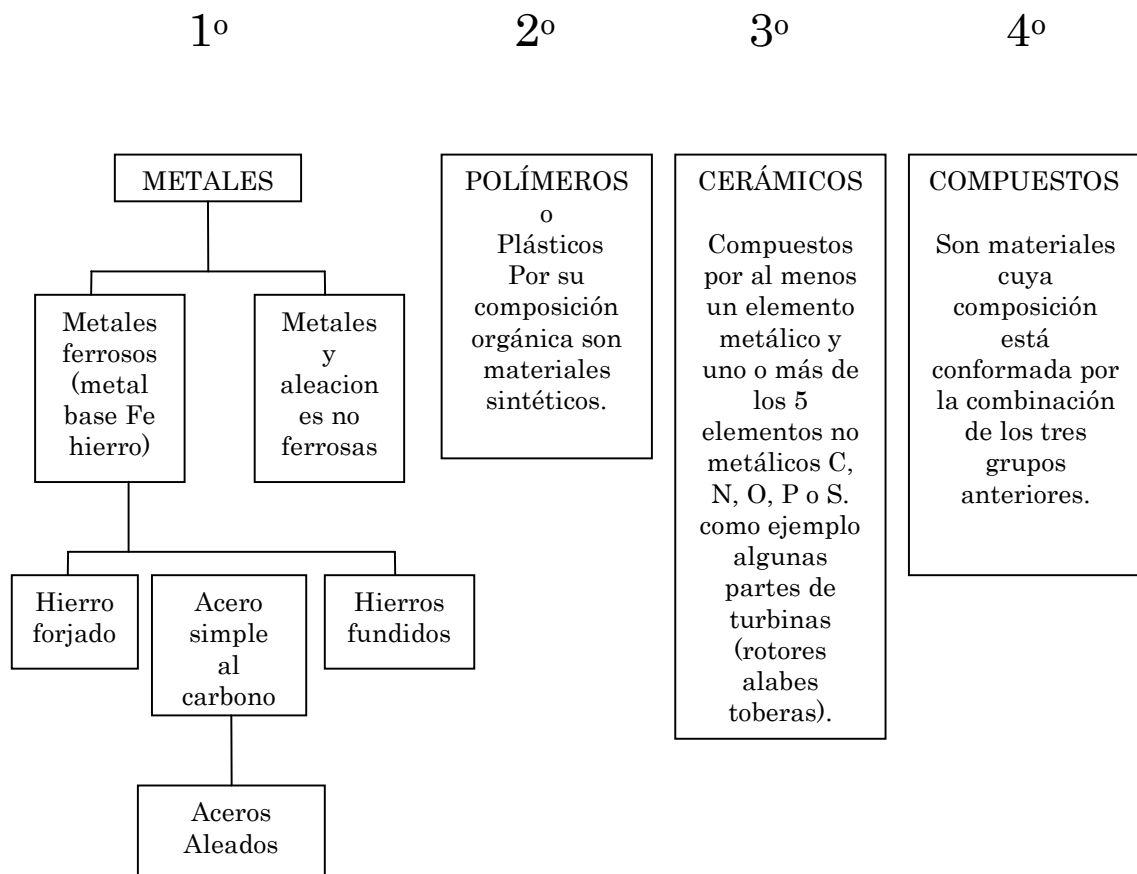 1º 2º 3º 4º
METALES
Metales
ferrosos
(metal
base Fe
hierro)
Metales
y
aleacion
es no
ferrosas
Hierro
forjado
Acero
simple
al
carbono
Hierros
fundidos
Aceros
Aleados
POLÍMEROS
o
Plásticos
Por su
composición
orgánica son
materiales
sintéticos.
CERÁMICOS
Compuestos
por al menos
un elemento
metálico y
uno o más de
los 5
elementos no
metálicos C,
N, O, P o S.
como ejemplo
algunas
partes de
turbinas
(rotores
alabes
toberas).
COMPUESTOS
Son materiales
cuya
composición
está
conformada por
la combinación
de los tres
grupos
anteriores.